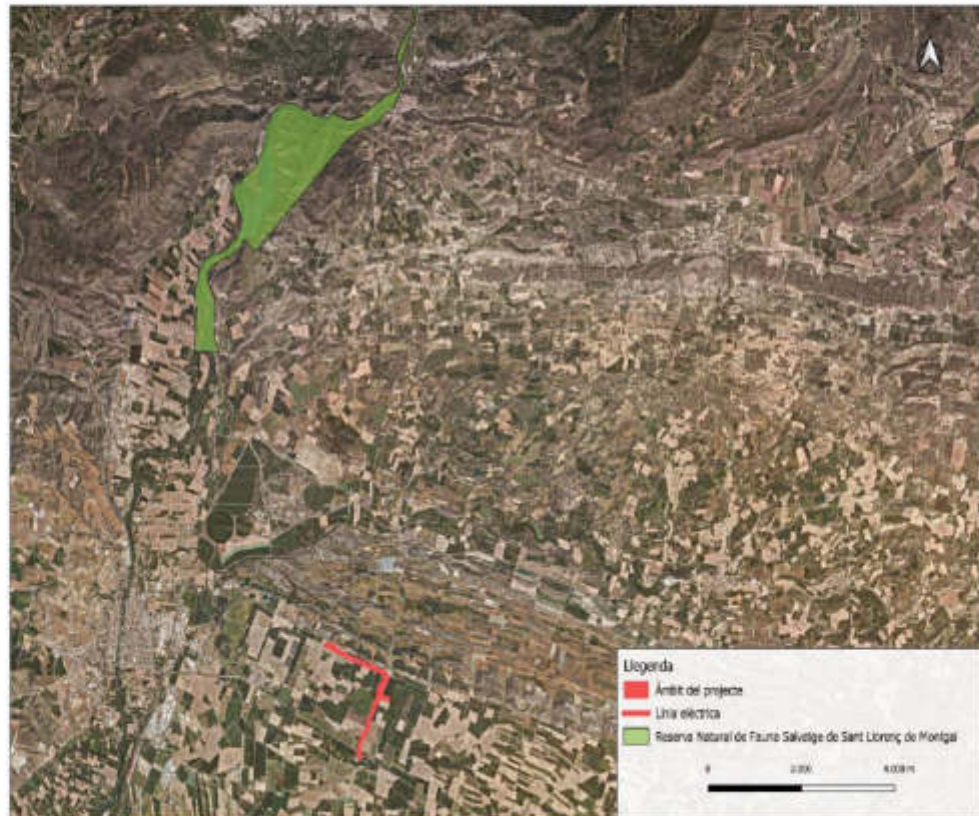 Llegenda
Àmbit del projecte
Línia elèctrica
Reserva Natural de Fauna Salvatge de Sant Llorenç de Montgai
0 2.000 4.000 m